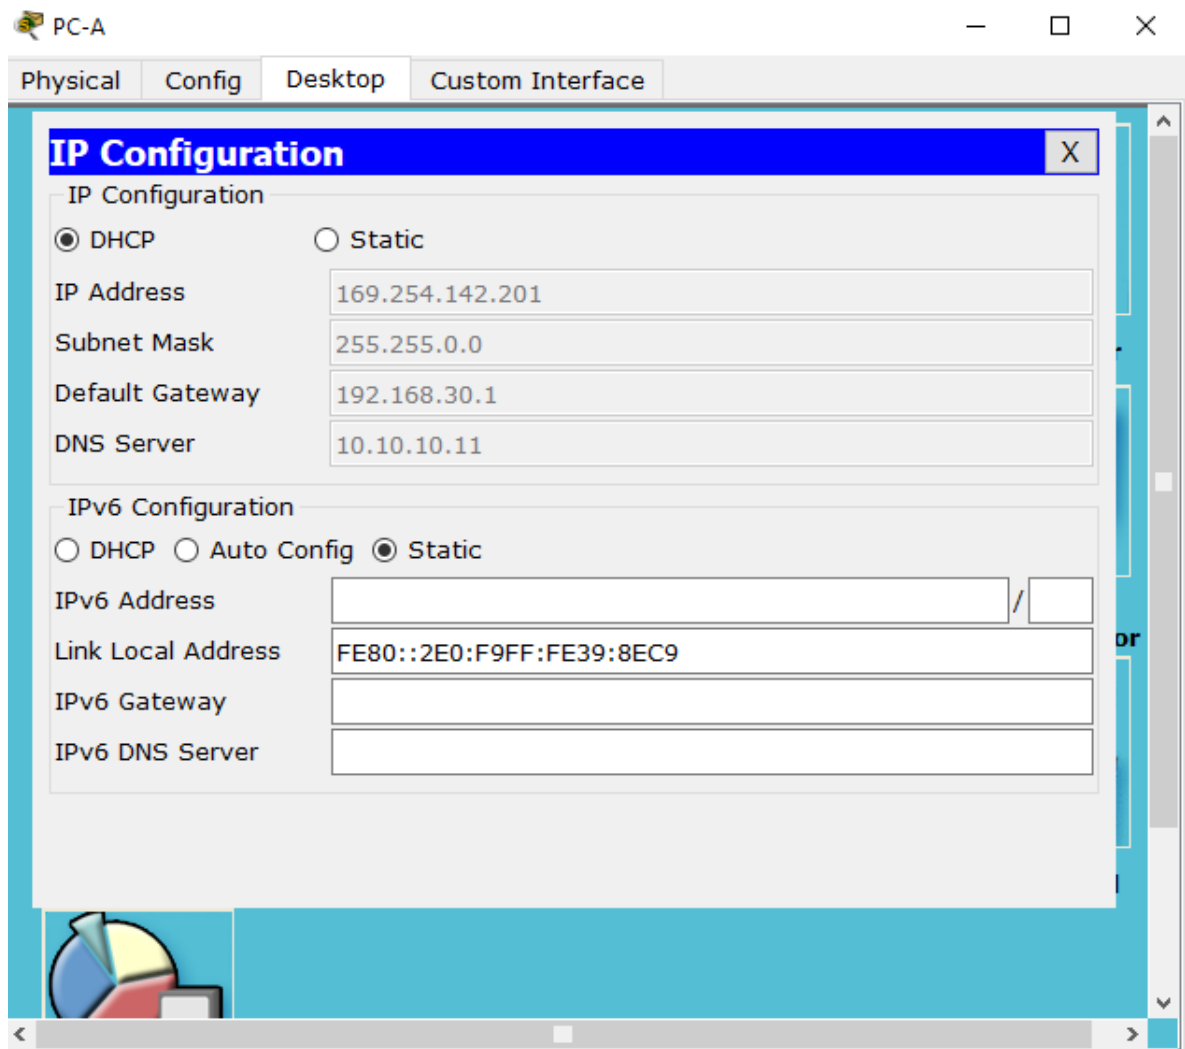 PC-A
Physical Config Desktop Custom Interface
IP Configuration X
IP Configuration
DHCP Static
IP Address 169.254.142.201
Subnet Mask 255.255.0.0
Default Gateway 192.168.30.1
DNS Server 10.10.10.11
IPv6 Configuration
DHCP Auto Config Static
IPv6 Address /
Link Local Address FE80::2E0:F9FF:FE39:8EC9
IPv6 Gateway
IPv6 DNS Server
or